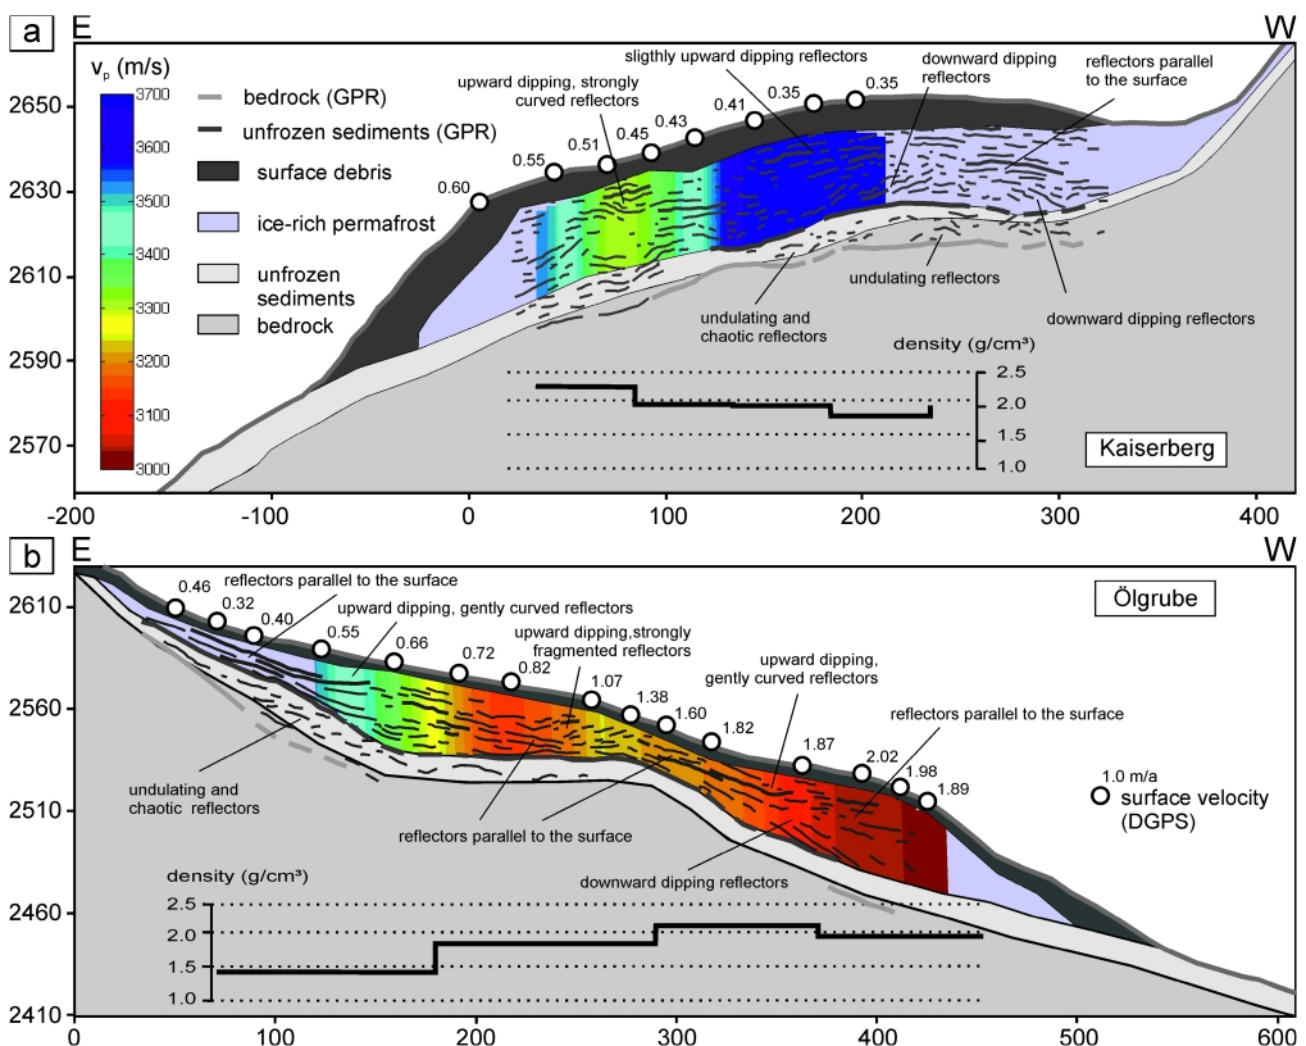 a
E
W
vp (m/s)
3700
3600
3500
3400
3300
3200
3100
3000
bedrock (GPR)
unfrozen sediments (GPR)
surface debris
ice-rich permafrost
unfrozen
sediments
bedrock
2650
2630
2610
2590
2570
upward dipping, strongly
curved reflectors
sligthly upward dipping reflectors
downward dipping
reflectors
reflectors parallel
to the surface
0.60
0.55
0.51
0.45
0.43
0.41
0.35
0.35
undulating reflectors
undulating and
chaotic reflectors
downward dipping reflectors
density (g/cm³)
2.5
2.0
1.5
1.0
Kaiserberg
-200
-100
0
100
200
300
400
b
E
W
2610
2560
2510
2460
2410
0.46
0.32
0.40
0.55
0.66
0.72
0.82
1.07
1.38
1.60
1.82
1.87
2.02
1.98
1.89
reflectors parallel to the surface
upward dipping, gently curved reflectors
upward dipping,strongly
fragmented reflectors
upward dipping,
gently curved reflectors
reflectors parallel to the surface
Ölgrube
1.0 m/a
surface velocity
(DGPS)
undulating and
chaotic reflectors
reflectors parallel to the surface
downward dipping reflectors
density (g/cm³)
2.5
2.0
1.5
1.0
0
100
200
300
400
500
600